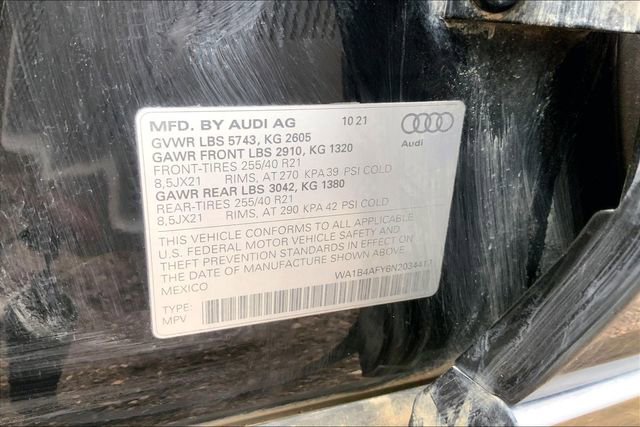 MFD. BY AUDI AG 10 21
GVWR LBS 5743, KG 2605
GAWR FRONT LBS 2910, KG 1320
FRONT-TIRES 255/40 R21
8,5JX21 RIMS, AT 270 KPA 39 PSI COLD
GAWR REAR LBS 3042, KG 1380
REAR-TIRES 255/40 R21
8,5JX21 RIMS, AT 290 KPA 42 PSI COLD
Audi
THIS VEHICLE CONFORMS TO ALL APPLICABLE
U.S. FEDERAL MOTOR VEHICLE SAFETY AND
THEFT PREVENTION STANDARDS IN EFFECT ON
THE DATE OF MANUFACTURE SHOWN ABOVE
MEXICO WA1B4AFY6N2034417
TYPE:
MPV